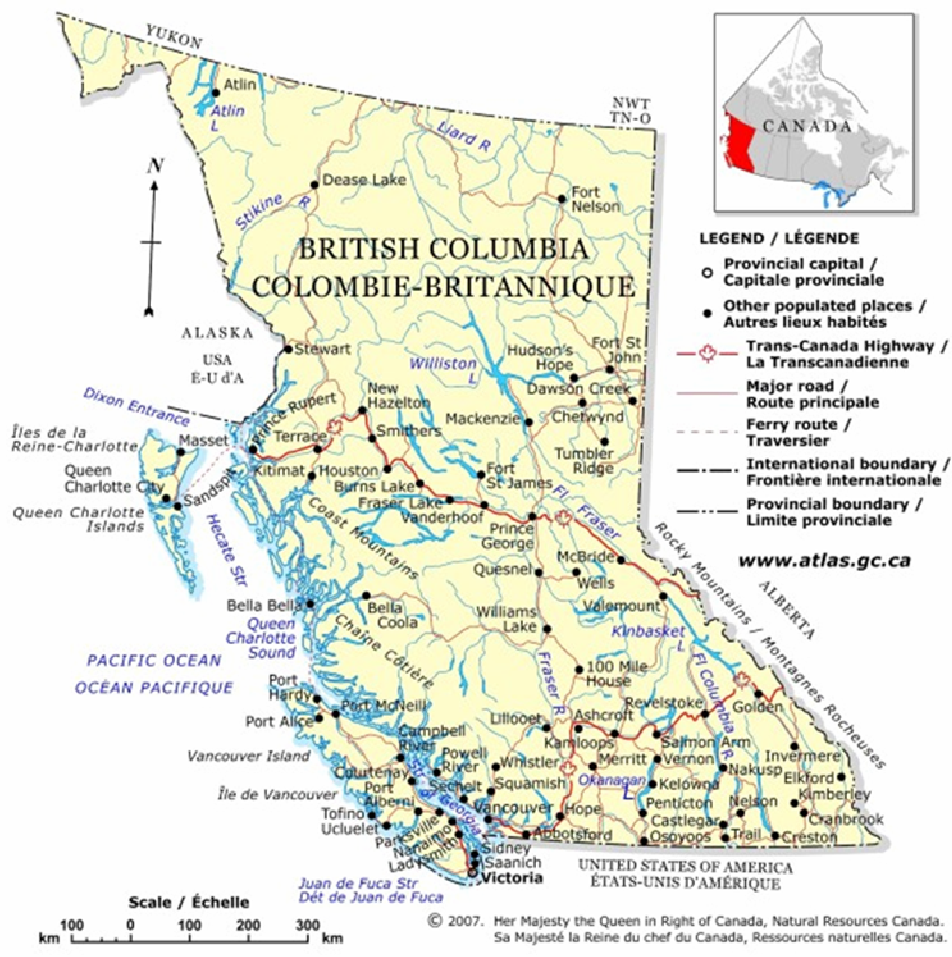 YUKON
Atlin
Atlin
L
NWT
TN-O
Liard R
Dease Lake
Stikine R
Fort
Nelson
BRITISH COLUMBIA
COLOMBIE-BRITANNIQUE
N
ALASKA
USA
É-U d'A
Stewart
Williston
L
Hudson's
Hope
Fort St
John
Dawson Creek
Chetwynd
Mackenzie
Tumbler
Ridge
Dixon Entrance
Prince Rupert
New
Hazelton
Terrace
Smithers
Îles de la
Reine-Charlotte
Masset
Queen
Charlotte City
Sandspit
Queen Charlotte
Islands
Kitimat
Houston
Burns Lake
Fort
St James
Fraser Lake
Vanderhoof
Prince
George
Fl Fraser
Hecate Str
Coast Mountains
McBride
Quesnel
Wells
Valemount
Rocky Mountains / Montagnes Rocheuses
ALBERTA
Bella Bella
Bella
Coola
Queen
Charlotte
Sound
Chaîne Côtière
Williams
Lake
Kinbasket
L
PACIFIC OCEAN
OCÉAN PACIFIQUE
Fraser R
100 Mile
House
Fl Columbia R
Port
Hardy
Port McNeill
Port Alice
Revelstoke
Golden
Lillooet
Ashcroft
Kamloops
Salmon Arm
Campbell
River
Powell
River
Whistler
Merritt
Vernon
Invermere
Vancouver Island
Courtenay
Squamish
Okanagan
L
Kelowna
Nakusp
Elkford
Kimberley
Île de Vancouver
Port
Alberni
Sechelt
Str of Georgia
Vancouver
Hope
Penticton
Nelson
Cranbrook
Tofino
Ucluelet
Parksville
Nanaimo
Ladysmith
Abbotsford
Castlegar
Osoyoos
Trail
Creston
Sidney
Saanich
Victoria
UNITED STATES OF AMERICA
ÉTATS-UNIS D'AMÉRIQUE
Juan de Fuca Str
Dét de Juan de Fuca
CANADA
LEGEND / LÉGENDE
Provincial capital /
Capitale provinciale
Other populated places /
Autres lieux habités
Trans-Canada Highway /
La Transcanadienne
Major road /
Route principale
Ferry route /
Traversier
International boundary /
Frontière internationale
Provincial boundary /
Limite provinciale
www.atlas.gc.ca
Scale / Échelle
100 0 100 200 300
km km
© 2007. Her Majesty the Queen in Right of Canada, Natural Resources Canada.
Sa Majesté la Reine du chef du Canada, Ressources naturelles Canada.